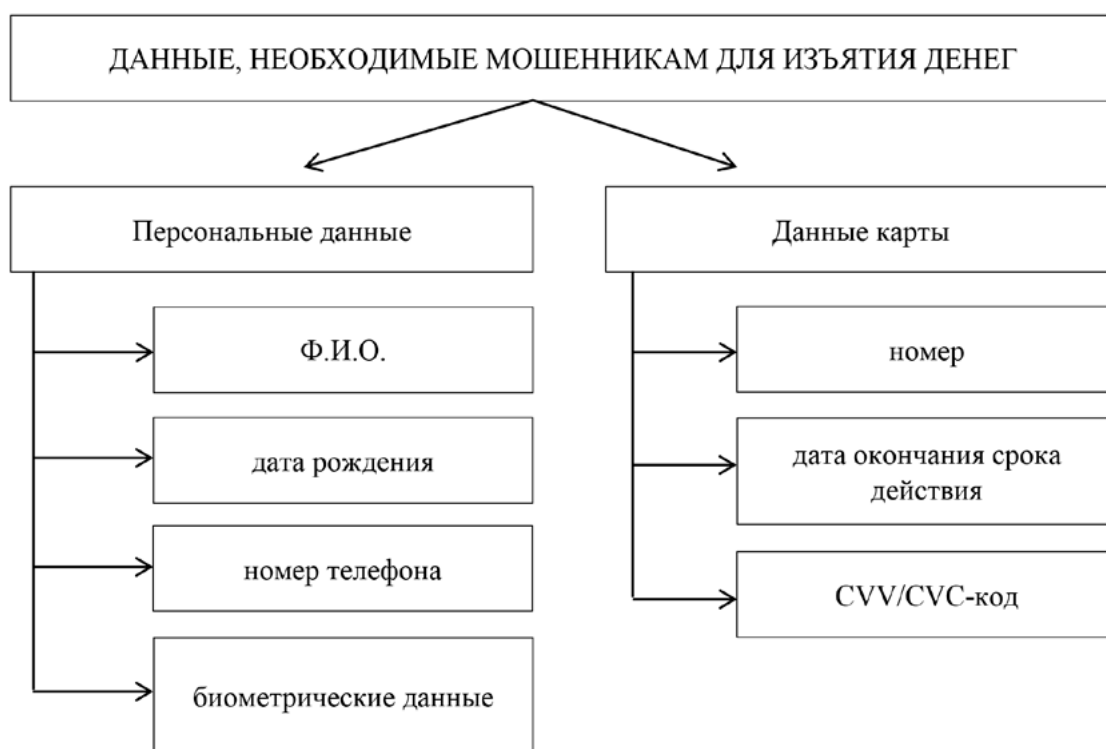 ДАННЫЕ, НЕОБХОДИМЫЕ МОШЕННИКАМ ДЛЯ ИЗЪЯТИЯ ДЕНЕГ
Персональные данные
Ф.И.О.
дата рождения
номер телефона
биометрические данные
Данные карты
номер
дата окончания срока
действия
CVV/CVC-код